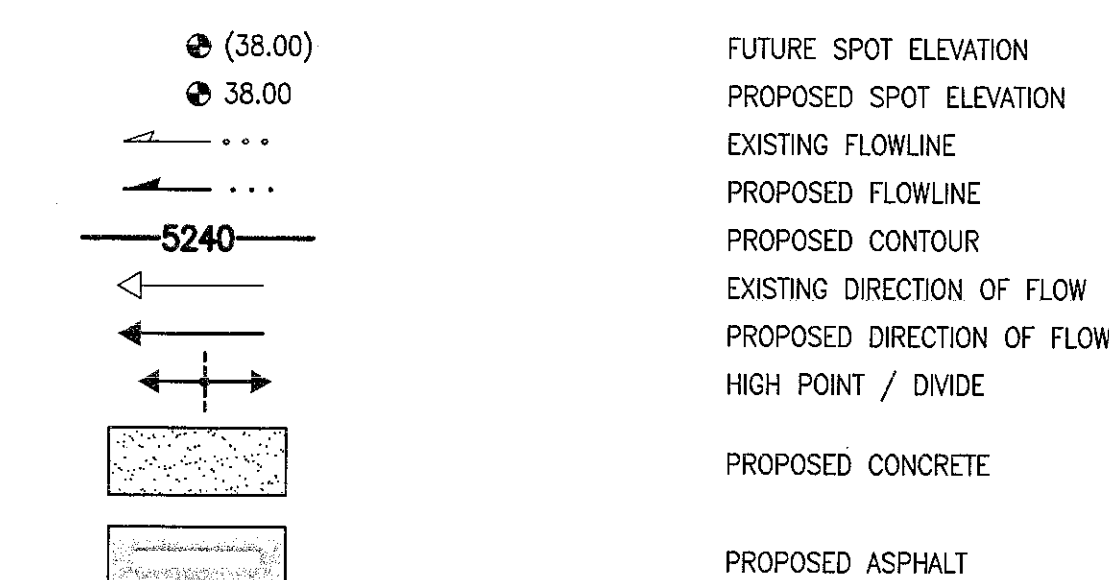 (38.00) FUTURE SPOT ELEVATION
38.00 PROPOSED SPOT ELEVATION
EXISTING FLOWLINE
PROPOSED FLOWLINE
5240 PROPOSED CONTOUR
EXISTING DIRECTION OF FLOW
PROPOSED DIRECTION OF FLOW
HIGH POINT / DIVIDE
PROPOSED CONCRETE
PROPOSED ASPHALT